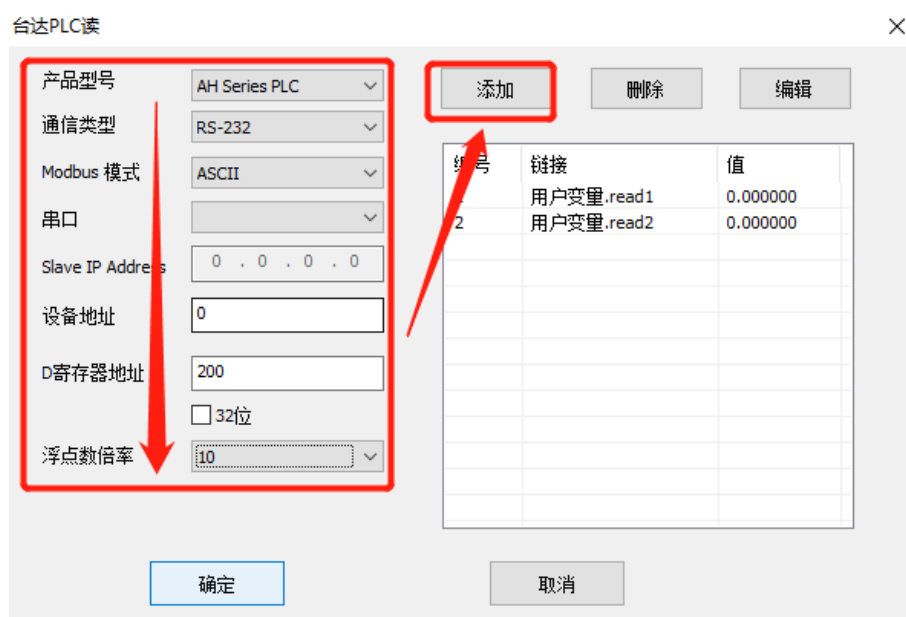 台达PLC读
产品型号 AH Series PLC
通信类型 RS-232
Modbus 模式 ASCII
串口
Slave IP Address 0 . 0 . 0 . 0
设备地址 0
D寄存器地址 200
32位
浮点数倍率 10
添加 删除 编辑
编号 链接 值
用户变量.read1 0.000000
2 用户变量.read2 0.000000
确定 取消